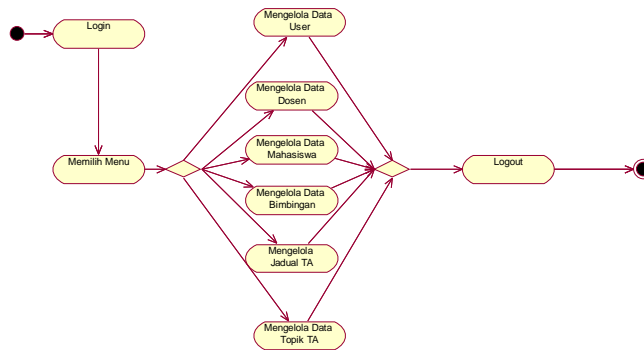 Mengelola Data
User
Login
Mengelola Data
Dosen
Mengelola Data
Mahasiswa
Memilih Menu
Logout
Mengelola Data
Bimbingan
Mengelola
Jadual TA
Mengelola Data
Topik TA